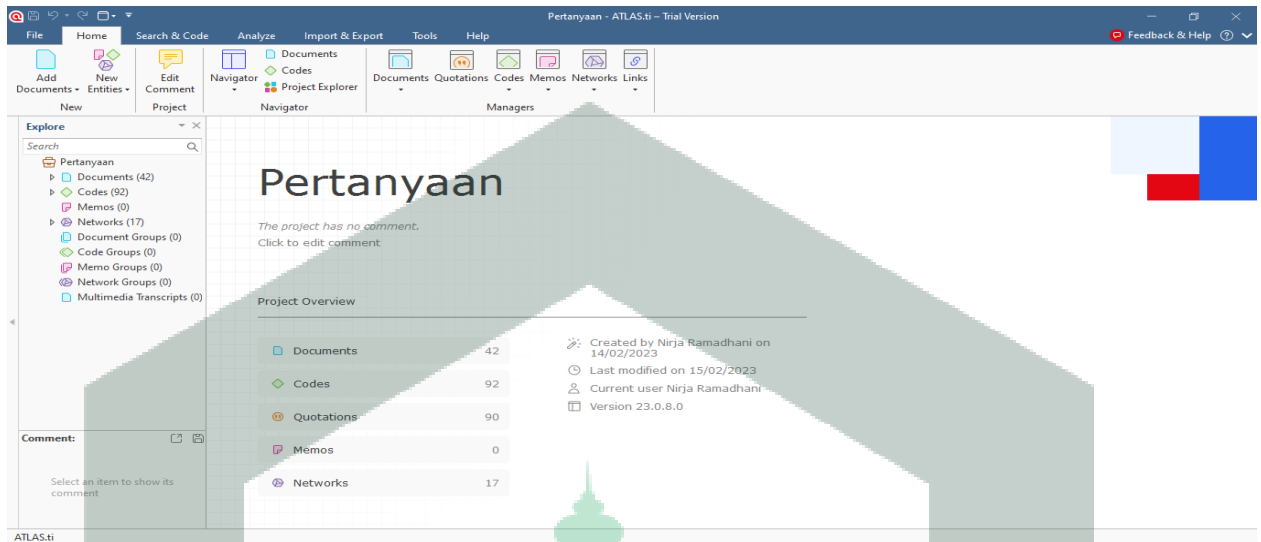 Pertanyaan - ATLAS.ti – Trial Version
File Home Search & Code Analyze Import & Export Tools Help Feedback & Help
Add Documents New Entities Edit Comment Navigator Documents Codes Project Explorer Documents Quotations Codes Memos Networks Links
New Project Navigator Managers
Explore
Search
Pertanyaan
Documents (42)
Codes (92)
Memos (0)
Networks (17)
Document Groups (0)
Code Groups (0)
Memo Groups (0)
Network Groups (0)
Multimedia Transcripts (0)
Comment:
Select an item to show its
comment
Pertanyaan
The project has no comment.
Click to edit comment
Project Overview
Documents 42
Codes 92
Quotations 90
Memos 0
Networks 17
Created by Nirja Ramadhani on
14/02/2023
Last modified on 15/02/2023
Current user Nirja Ramadhani
Version 23.0.8.0
ATLAS.ti